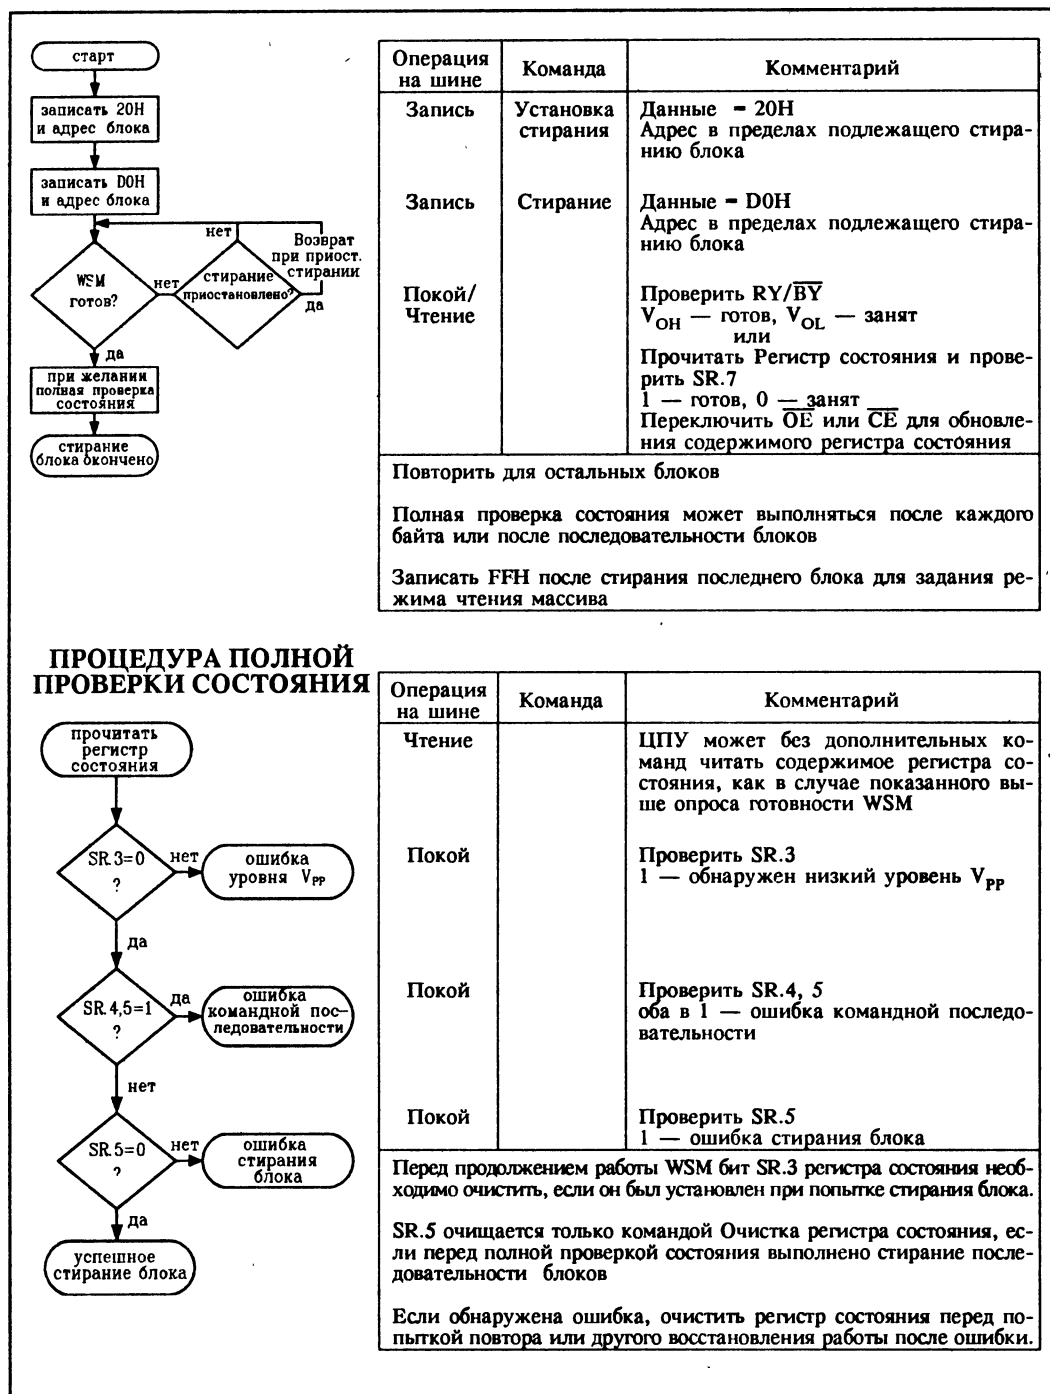 старт
записать 20H
и адрес блока
записать D0H
и адрес блока
нет
Возврат
при приост.
стирании
WSM
готов?
нет
стирание
приостановлено?
да
да
при желании
полная проверка
состояния
стирание
блока окончено
Операция
на шине
Команда
Комментарий
Запись
Установка
стирания
Данные = 20H
Адрес в пределах подлежащего стира-
нию блока
Запись
Стирание
Данные = D0H
Адрес в пределах подлежащего стира-
нию блока
Покой/
Чтение
Проверить RY/B̅Y̅
V_OH — готов, V_OL — занят
или
Прочитать Регистр состояния и прове-
рить SR.7
1 — готов, 0 — занят
Переключить O̅E̅ или C̅E̅ для обновле-
ния содержимого регистра состояния
Повторить для остальных блоков
Полная проверка состояния может выполняться после каждого
байта или после последовательности блоков
Записать FFH после стирания последнего блока для задания ре-
жима чтения массива
ПРОЦЕДУРА ПОЛНОЙ
ПРОВЕРКИ СОСТОЯНИЯ
прочитать
регистр
состояния
SR.3=0
?
нет
ошибка
уровня V_PP
да
SR.4,5=1
?
да
ошибка
командной пос-
ледовательности
нет
SR.5=0
?
нет
ошибка
стирания
блока
да
успешное
стирание блока
Операция
на шине
Команда
Комментарий
Чтение
ЦПУ может без дополнительных ко-
манд читать содержимое регистра со-
стояния, как в случае показанного вы-
ше опроса готовности WSM
Покой
Проверить SR.3
1 — обнаружен низкий уровень V_PP
Покой
Проверить SR.4, 5
оба в 1 — ошибка командной последо-
вательности
Покой
Проверить SR.5
1 — ошибка стирания блока
Перед продолжением работы WSM бит SR.3 регистра состояния необ-
ходимо очистить, если он был установлен при попытке стирания блока.
SR.5 очищается только командой Очистка регистра состояния, ес-
ли перед полной проверкой состояния выполнено стирание после-
довательности блоков
Если обнаружена ошибка, очистить регистр состояния перед по-
пыткой повтора или другого восстановления работы после ошибки.